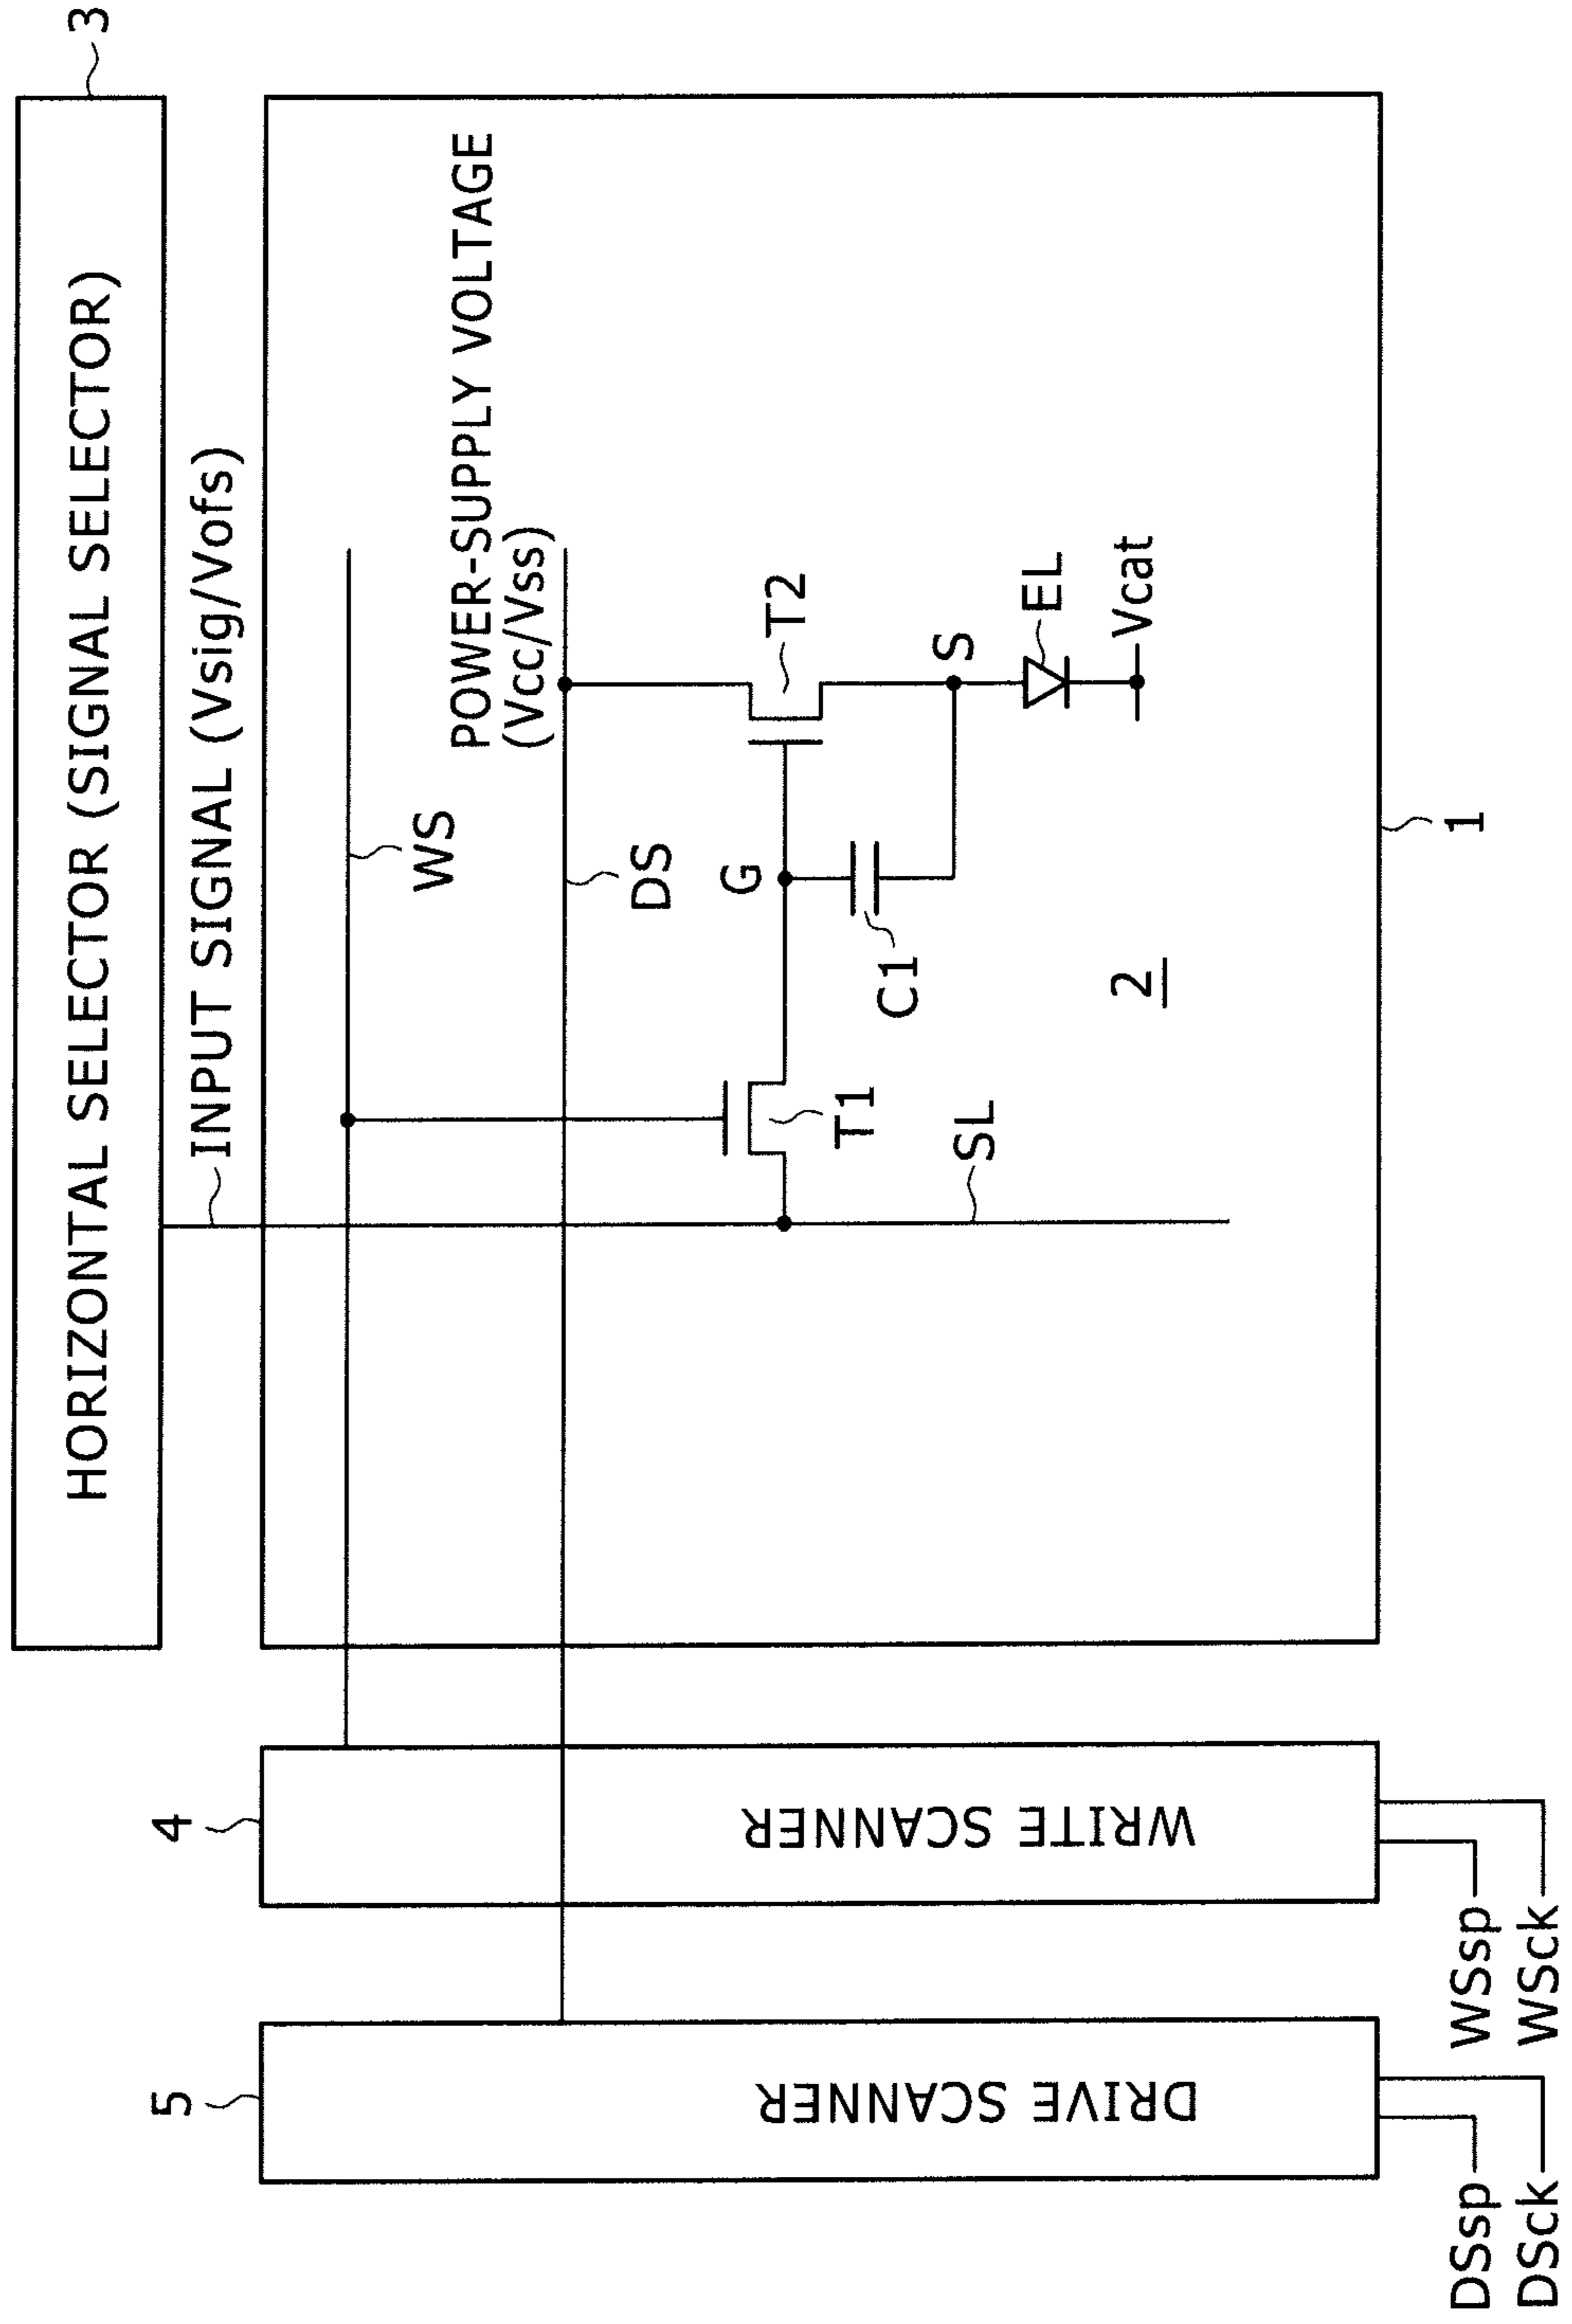 3
HORIZONTAL SELECTOR (SIGNAL SELECTOR)
INPUT SIGNAL (Vsig/Vofs)
5
4
WS
POWER-SUPPLY VOLTAGE
(Vcc/Vss)
DS
G
T2
T1
C1
S
SL
EL
2
Vcat
1
DRIVE SCANNER
WRITE SCANNER
DSsp
WSsp
DSck
WSck